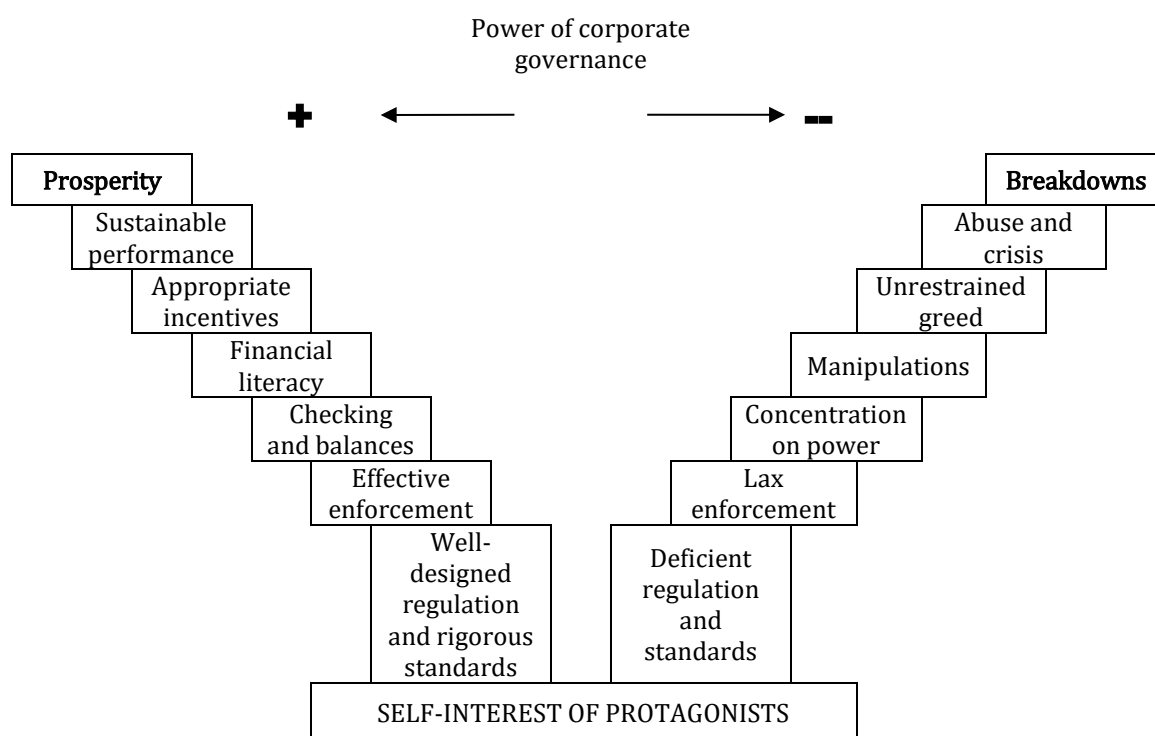 Power of corporate
governance
+
--
Prosperity
Sustainable
performance
Appropriate
incentives
Financial
literacy
Checking
and balances
Effective
enforcement
Well-
designed
regulation
and rigorous
standards
Breakdowns
Abuse and
crisis
Unrestrained
greed
Manipulations
Concentration
on power
Lax
enforcement
Deficient
regulation
and
standards
SELF-INTEREST OF PROTAGONISTS